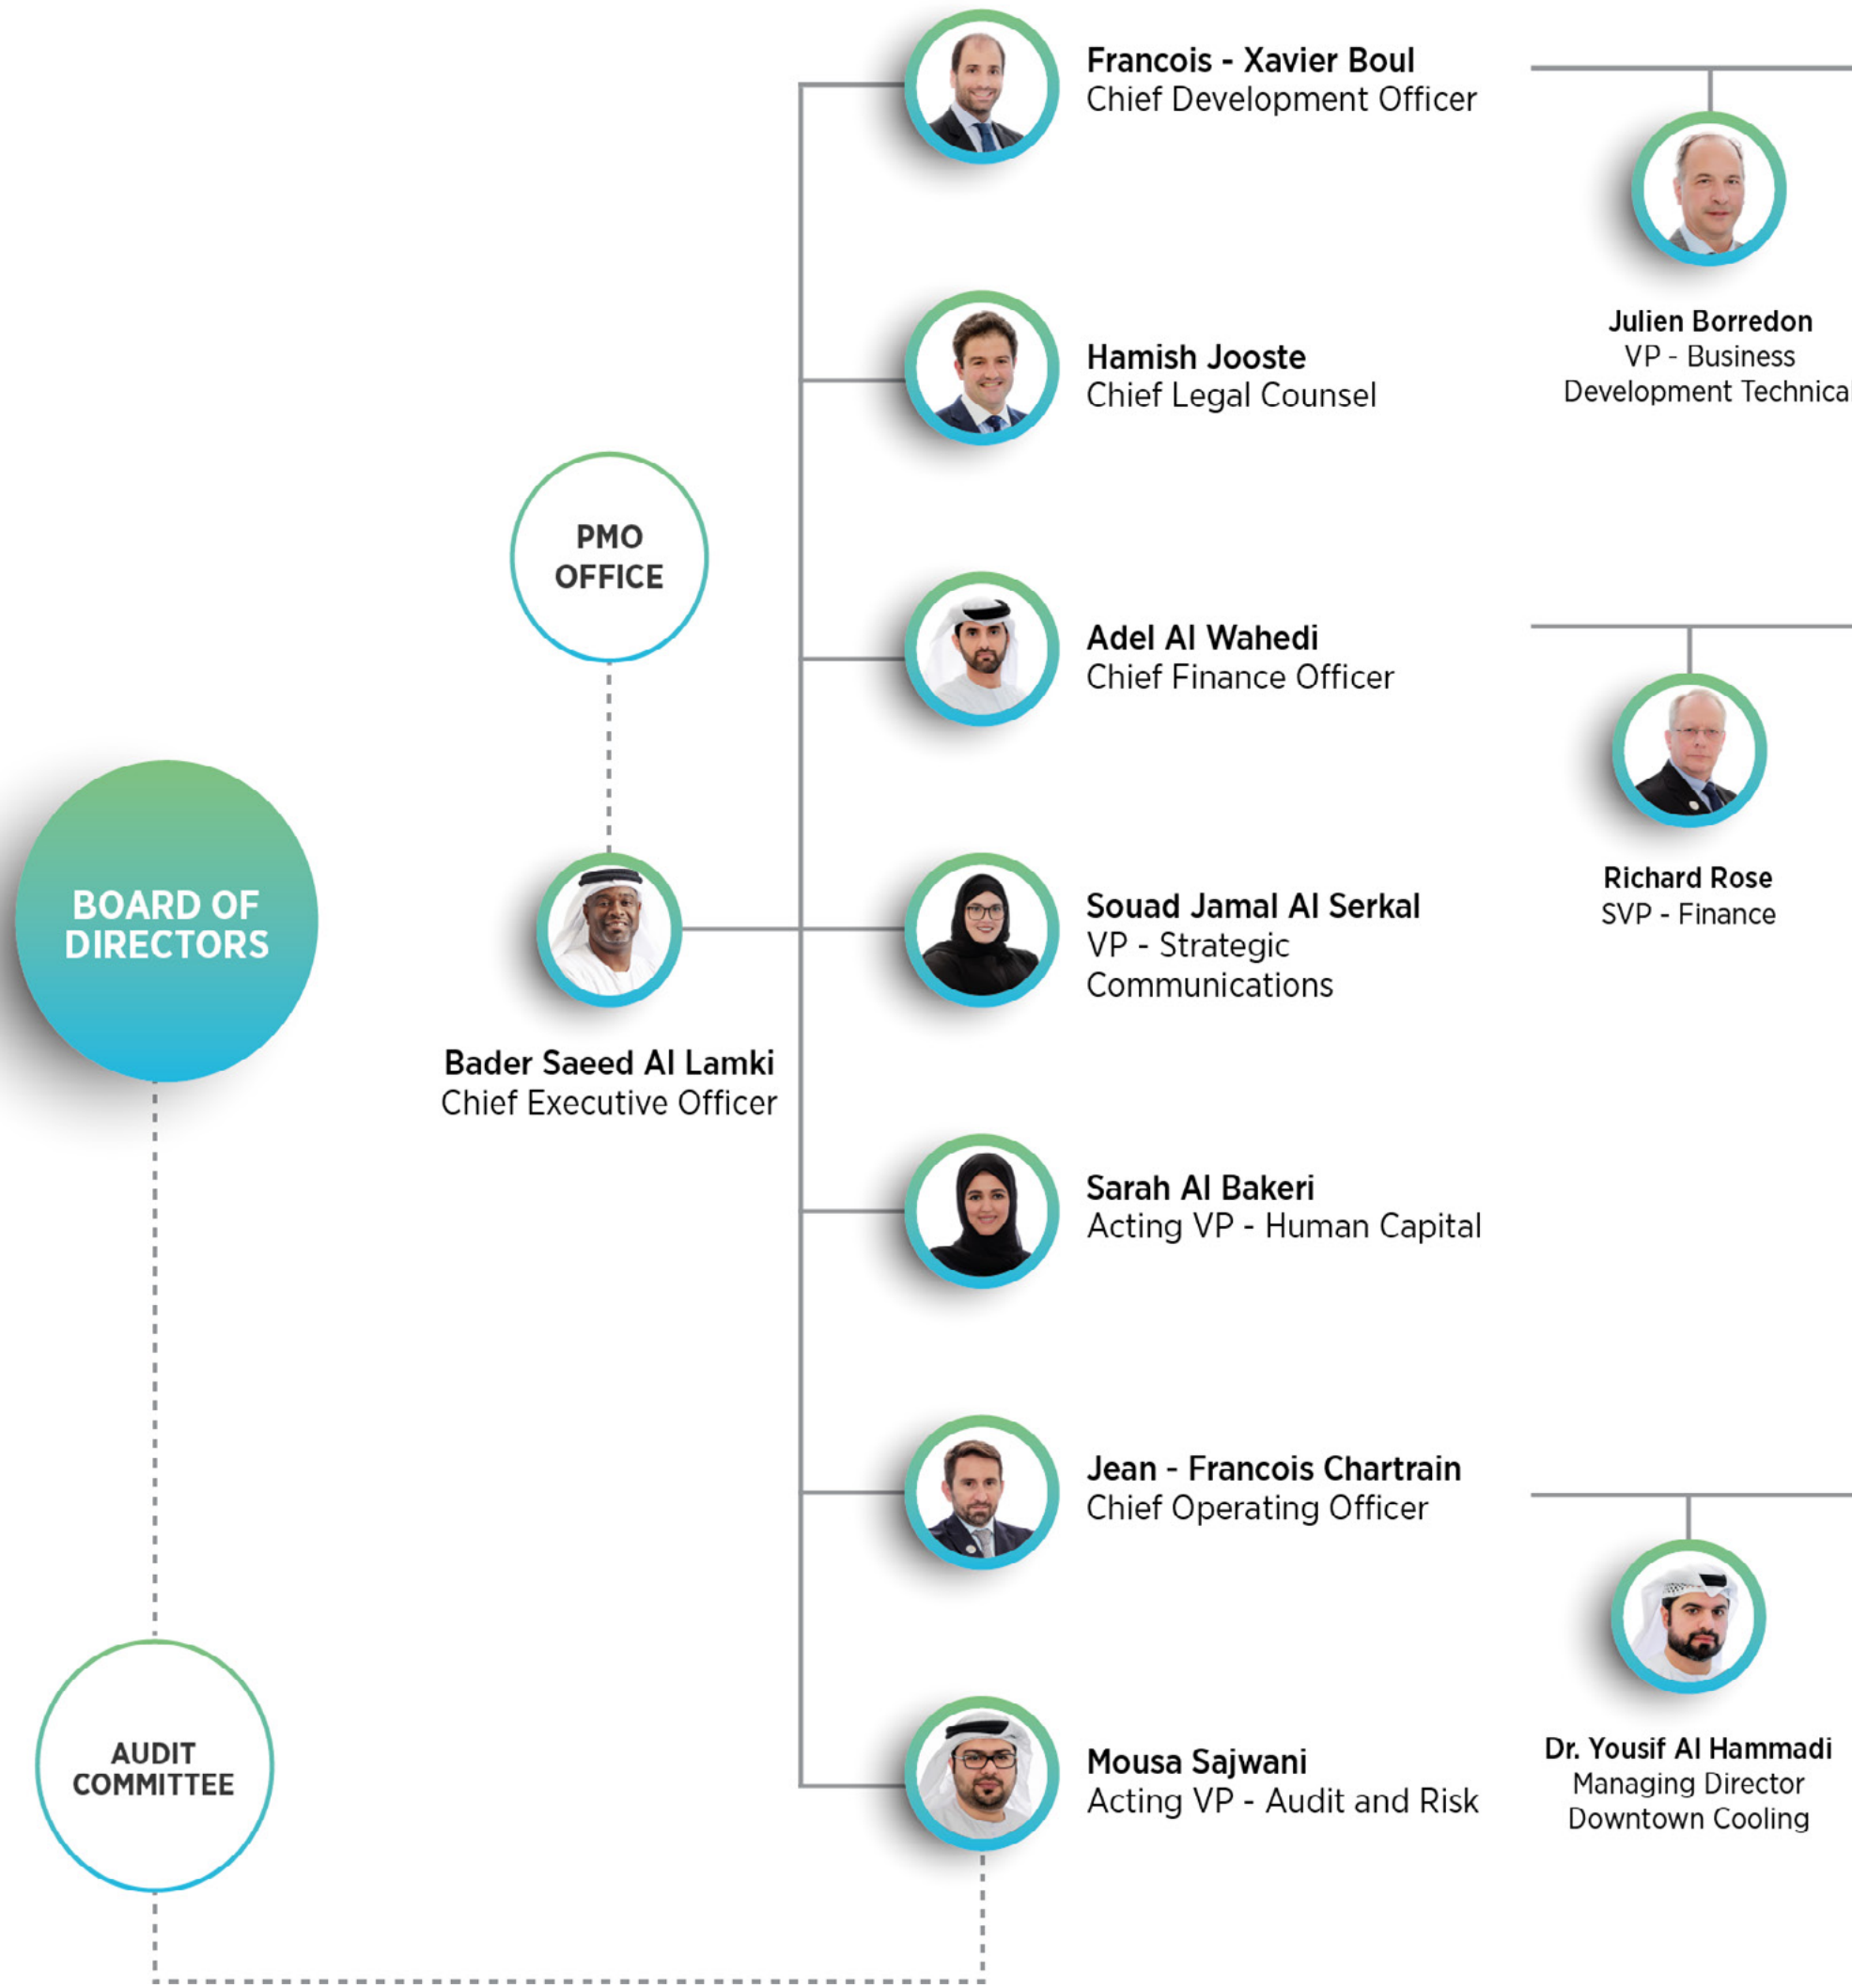 Francois - Xavier Boul
Chief Development Officer
Julien Borredon
VP - Business
Development Technical
Hamish Jooste
Chief Legal Counsel
PMO
OFFICE
Adel Al Wahedi
Chief Finance Officer
Richard Rose
SVP - Finance
BOARD OF
DIRECTORS
Bader Saeed Al Lamki
Chief Executive Officer
Souad Jamal Al Serkal
VP - Strategic
Communications
Sarah Al Bakeri
Acting VP - Human Capital
Jean - Francois Chartrain
Chief Operating Officer
Dr. Yousif Al Hammadi
Managing Director
Downtown Cooling
AUDIT
COMMITTEE
Mousa Sajwani
Acting VP - Audit and Risk